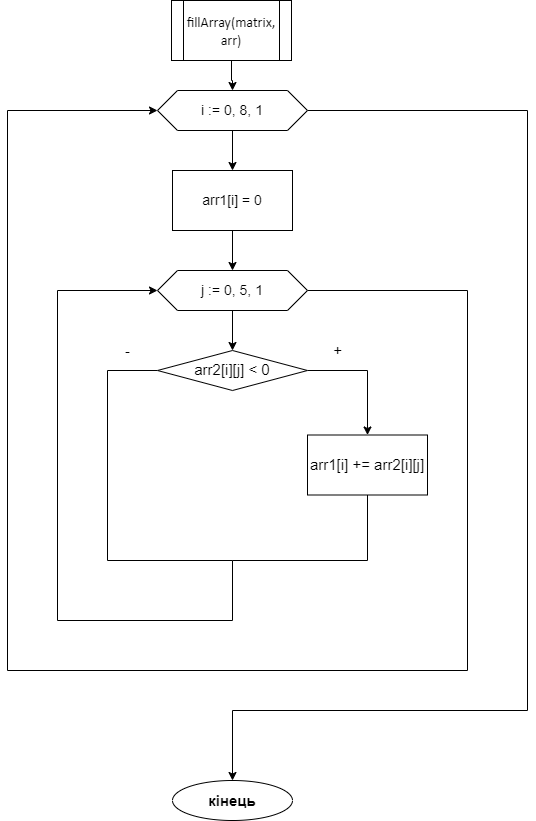 fillArray(matrix,
arr)
i := 0, 8, 1
arr1[i] = 0
j := 0, 5, 1
-
+
arr2[i][j] < 0
arr1[i] += arr2[i][j]
кінець